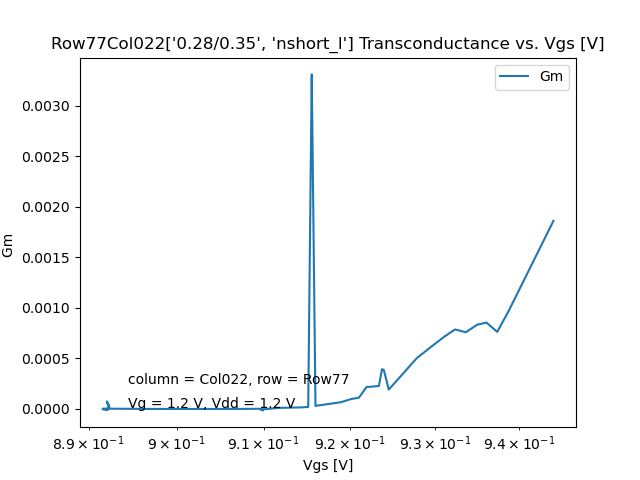 Row77Col022['0.28/0.35', 'nshort_l'] Transconductance vs. Vgs [V]
Gm
0.0030
0.0025
0.0020
0.0015
0.0010
0.0005
0.0000
Gm
column = Col022, row = Row77
Vg = 1.2 V, Vdd = 1.2 V
8.9 × 10⁻¹ 9 × 10⁻¹ 9.1 × 10⁻¹ 9.2 × 10⁻¹ 9.3 × 10⁻¹ 9.4 × 10⁻¹
Vgs [V]